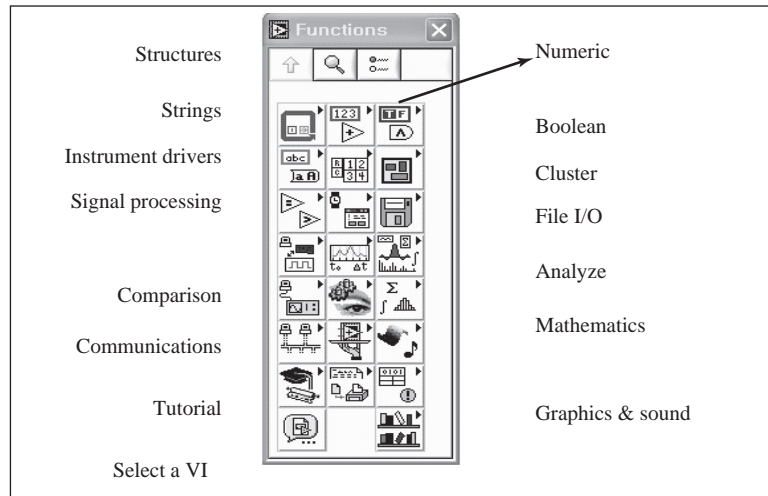 Functions
Structures
Numeric
Strings
123
TF
Boolean
Instrument drivers
abc
Cluster
Signal processing
File I/O
Analyze
Comparison
Mathematics
Communications
Tutorial
Graphics & sound
Select a VI